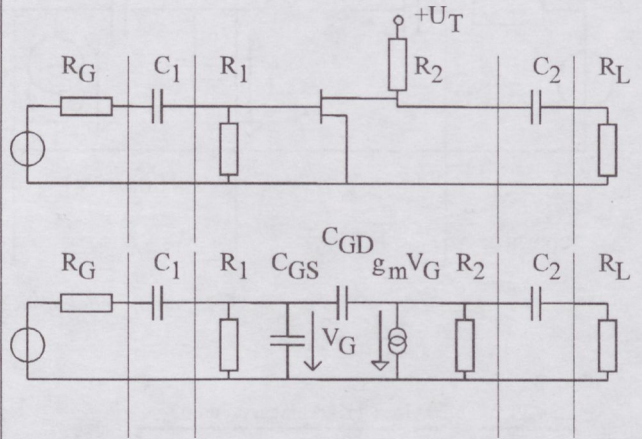 +U_T
R_G C_1 R_1 R_2 C_2 R_L
C_GD
R_G C_1 R_1 C_GS g_mV_G R_2 C_2 R_L
V_G